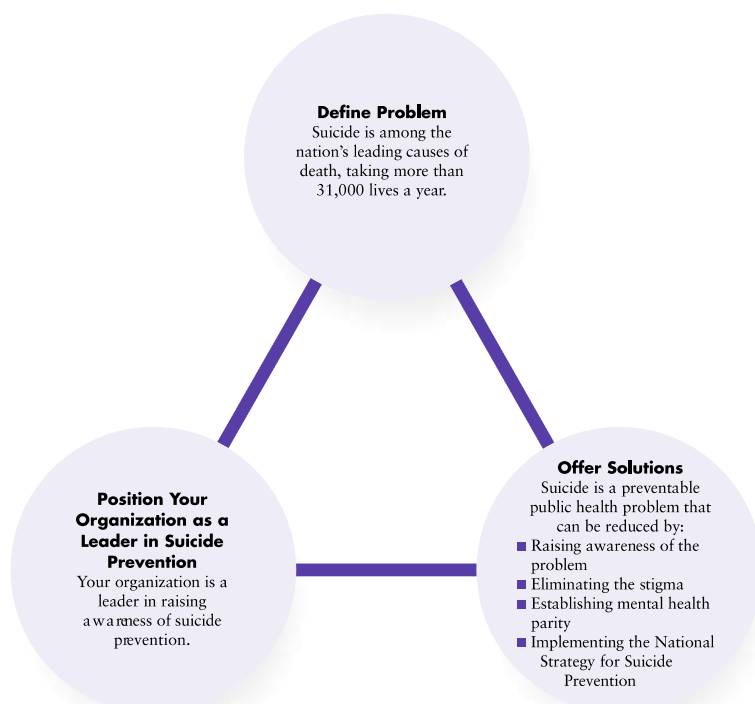 Define Problem
Suicide is among the
nation’s leading causes of
death, taking more than
31,000 lives a year.
Position Your
Organization as a
Leader in Suicide
Prevention
Your organization is a
leader in raising
awareness of suicide
prevention.
Offer Solutions
Suicide is a preventable
public health problem that
can be reduced by:
■ Raising awareness of the
problem
■ Eliminating the stigma
■ Establishing mental health
parity
■ Implementing the National
Strategy for Suicide
Prevention